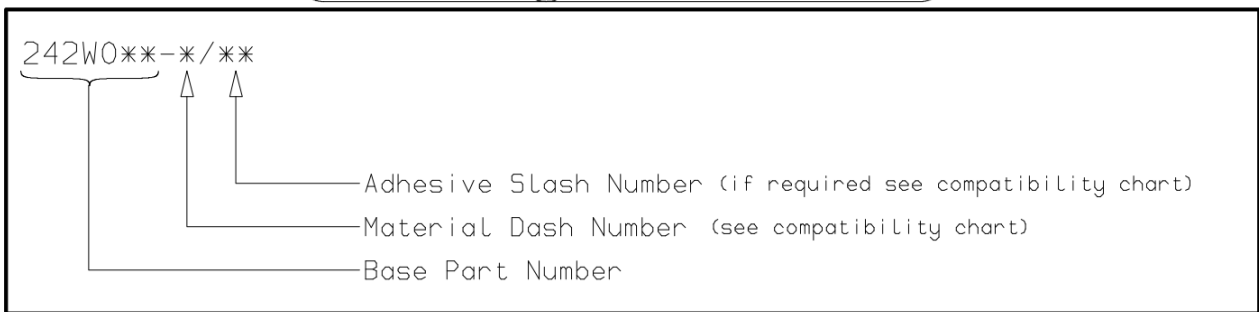 242W0**-*/**
Adhesive Slash Number (if required see compatibility chart)
Material Dash Number (see compatibility chart)
Base Part Number